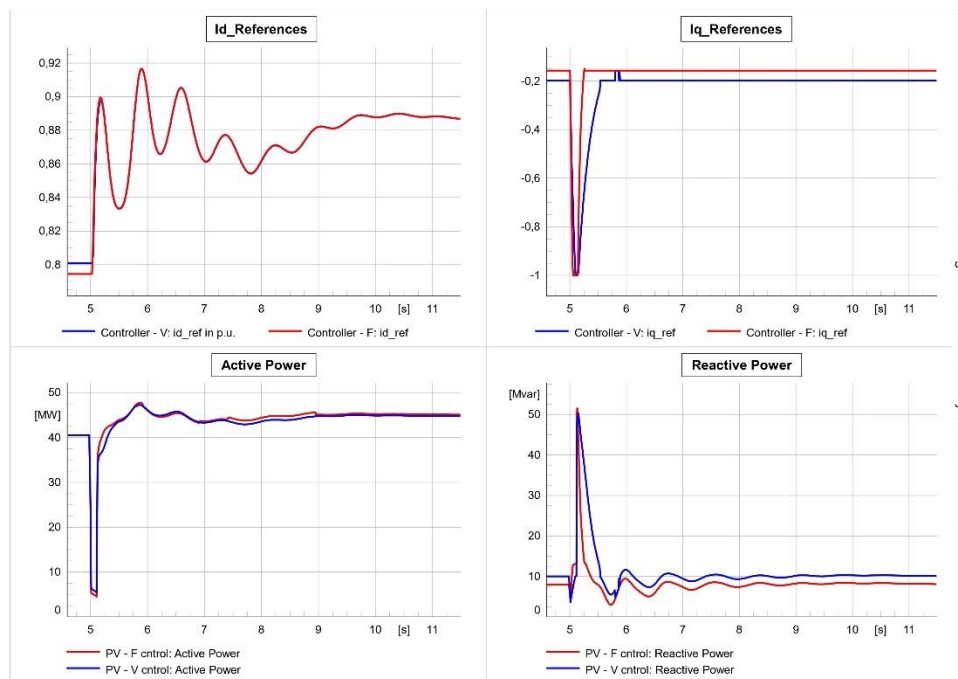 Id_References
0,92
0,9
0,88
0,86
0,84
0,82
0,8
5 6 7 8 9 10 [s] 11
Controller - V: id_ref in p.u. Controller - F: id_ref
Iq_References
-0,2
-0,4
-0,6
-0,8
-1
5 6 7 8 9 10 [s] 11
Controller - V: iq_ref Controller - F: iq_ref
Active Power
50
[MW]
40
30
20
10
0
5 6 7 8 9 10 [s] 11
PV - F cntrol: Active Power
PV - V cntrol: Active Power
Reactive Power
[Mvar]
50
40
30
20
10
0
5 6 7 8 9 10 [s] 11
PV - F cntrol: Reactive Power
PV - V cntrol: Reactive Power